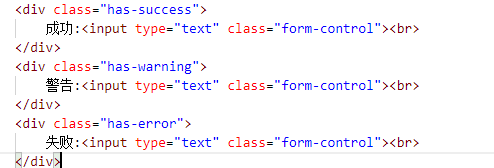 <div class="has-success">
成功:<input type="text" class="form-control"><br>
</div>
<div class="has-warning">
警告:<input type="text" class="form-control"><br>
</div>
<div class="has-error">
失败:<input type="text" class="form-control"><br>
</div>